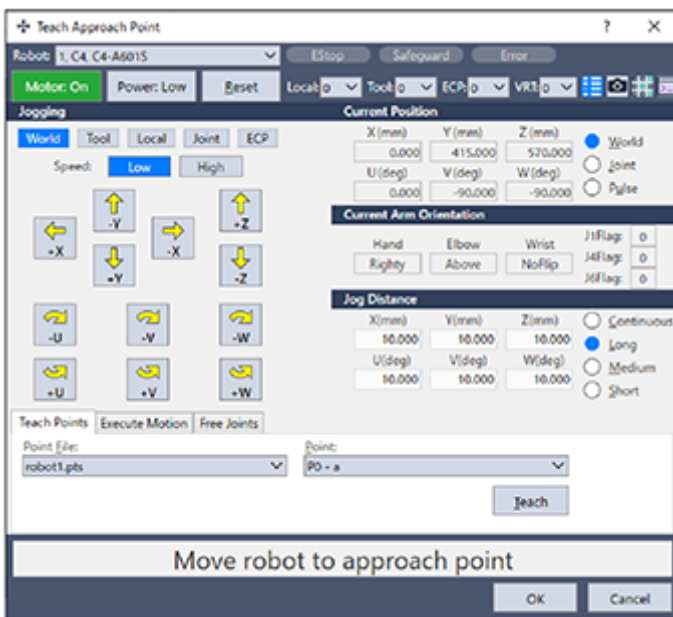 Teach Approach Point
Robot: 1, C4, C4-A601S EStop Safeguard Error
Motor: On Power: Low Reset Local: 0 Tool: 0 ECP: 0 VRT: 0
Jogging
World Tool Local Joint ECP
Speed: Low High
-Y +Z
+X -X
+Y -Z
-U -V -W
+U +V +W
Current Position
X (mm) Y (mm) Z (mm)
0.000 415.000 570.000
U (deg) V (deg) W (deg)
0.000 -90.000 -90.000
World
Joint
Pulse
Current Arm Orientation
Hand Elbow Wrist
Righty Above NoFlip
J1Flag: 0
J4Flag: 0
J6Flag: 0
Jog Distance
X(mm) Y(mm) Z(mm)
10.000 10.000 10.000
U(deg) V(deg) W(deg)
10.000 10.000 10.000
Continuous
Long
Medium
Short
Teach Points Execute Motion Free Joints
Point File: Point:
robot1.pts P0 - a
Teach
Move robot to approach point
OK Cancel